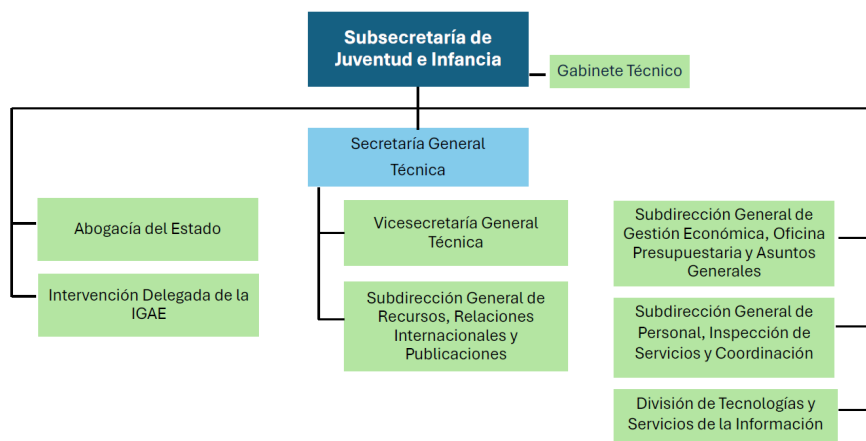 Subsecretaría de
Juventud e Infancia
Gabinete Técnico
Secretaría General
Técnica
Abogacía del Estado
Intervención Delegada de la
IGAE
Vicesecretaría General
Técnica
Subdirección General de
Recursos, Relaciones
Internacionales y
Publicaciones
Subdirección General de
Gestión Económica, Oficina
Presupuestaria y Asuntos
Generales
Subdirección General de
Personal, Inspección de
Servicios y Coordinación
División de Tecnologías y
Servicios de la Información